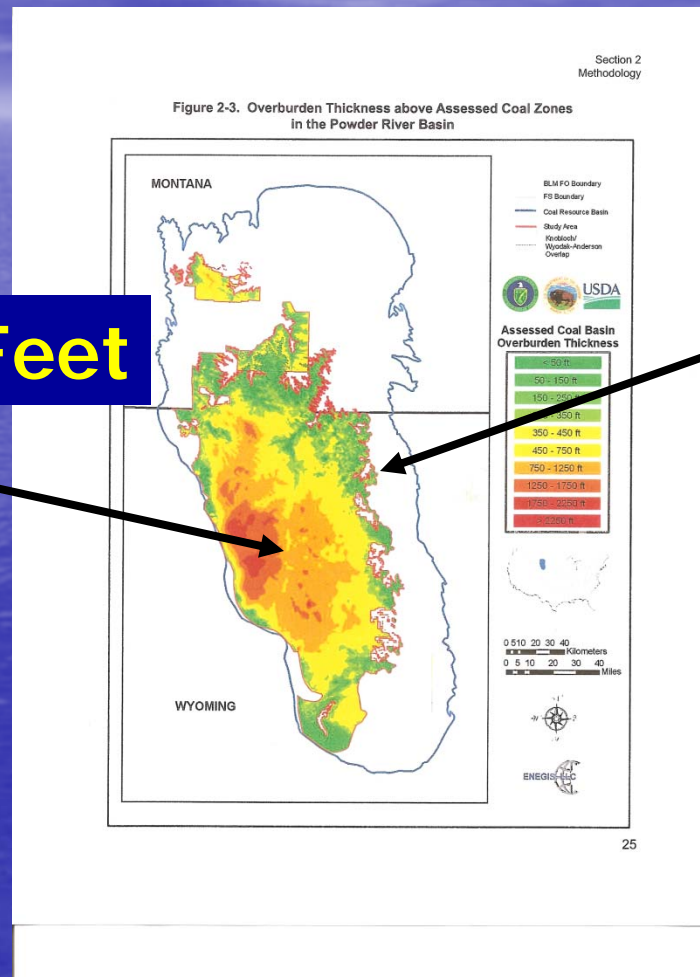 Section 2
Methodology
Figure 2-3. Overburden Thickness above Assessed Coal Zones
in the Powder River Basin
MONTANA
BLM FO Boundary
FS Boundary
Coal Resource Basin
Study Area
Knobloch/
Wyodak-Anderson
Overlap
USDA
Feet
Assessed Coal Basin
Overburden Thickness
< 50 ft
50 - 150 ft
150 - 250 ft
350 ft
350 - 450 ft
450 - 750 ft
750 - 1250 ft
1250 - 1750 ft
1750 - 2250 ft
> 2250 ft
0 5 10 20 30 40
Kilometers
0 5 10 20 30 40
Miles
WYOMING
ENEGIS LLC
25